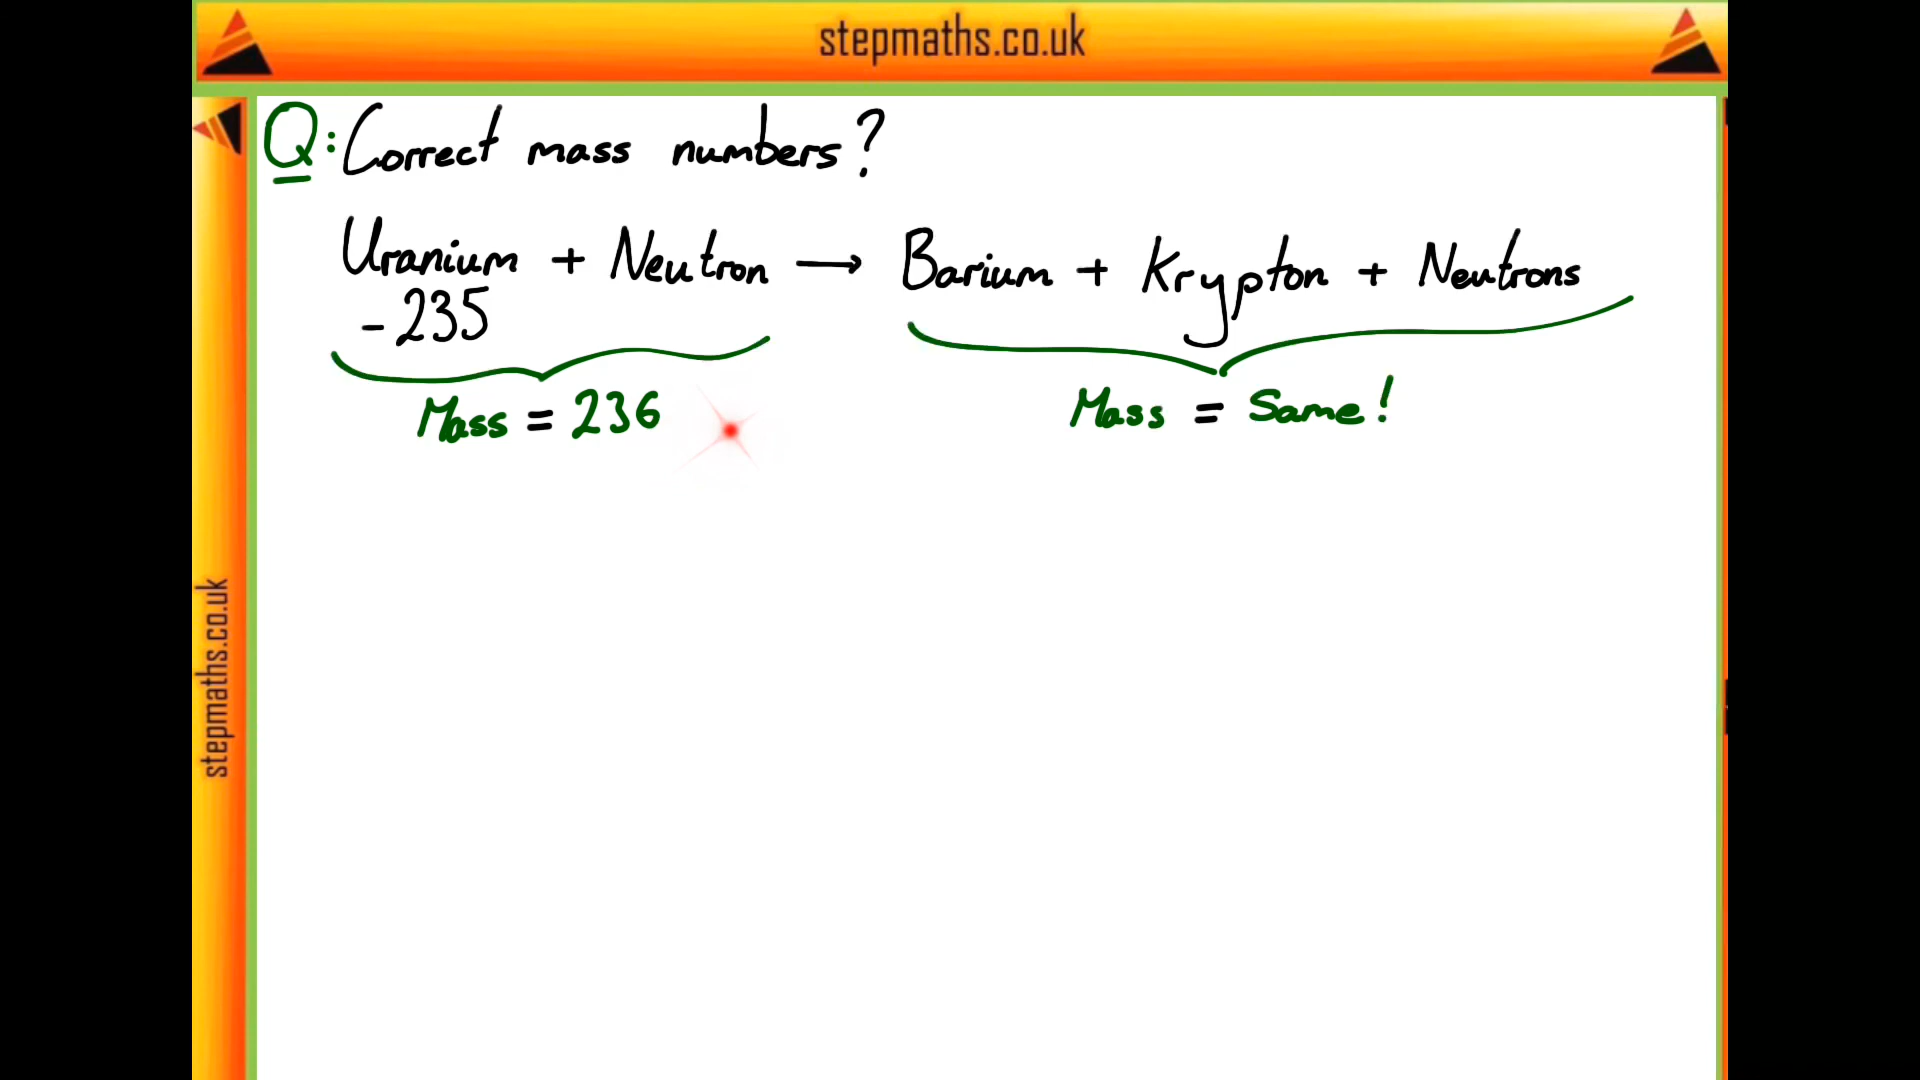 stepmaths.co.uk
Q: Correct mass numbers?
Uranium + Neutron → Barium + Krypton + Neutrons
-235
Mass = 236 Mass = Same!
stepmaths.co.uk